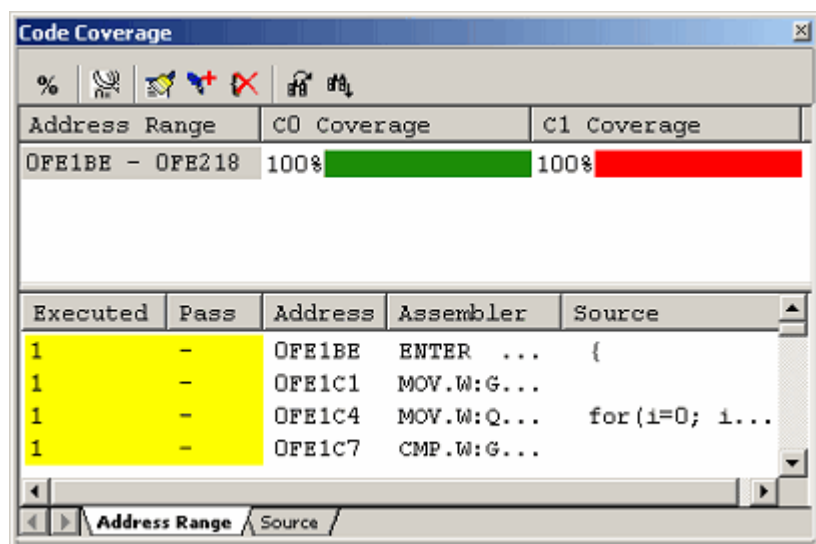 Code Coverage
%
Address Range C0 Coverage C1 Coverage
0FE1BE - 0FE218 100% 100%
Executed Pass Address Assembler Source
1 - 0FE1BE ENTER ... {
1 - 0FE1C1 MOV.W:G...
1 - 0FE1C4 MOV.W:Q... for(i=0; i...
1 - 0FE1C7 CMP.W:G...
Address Range Source